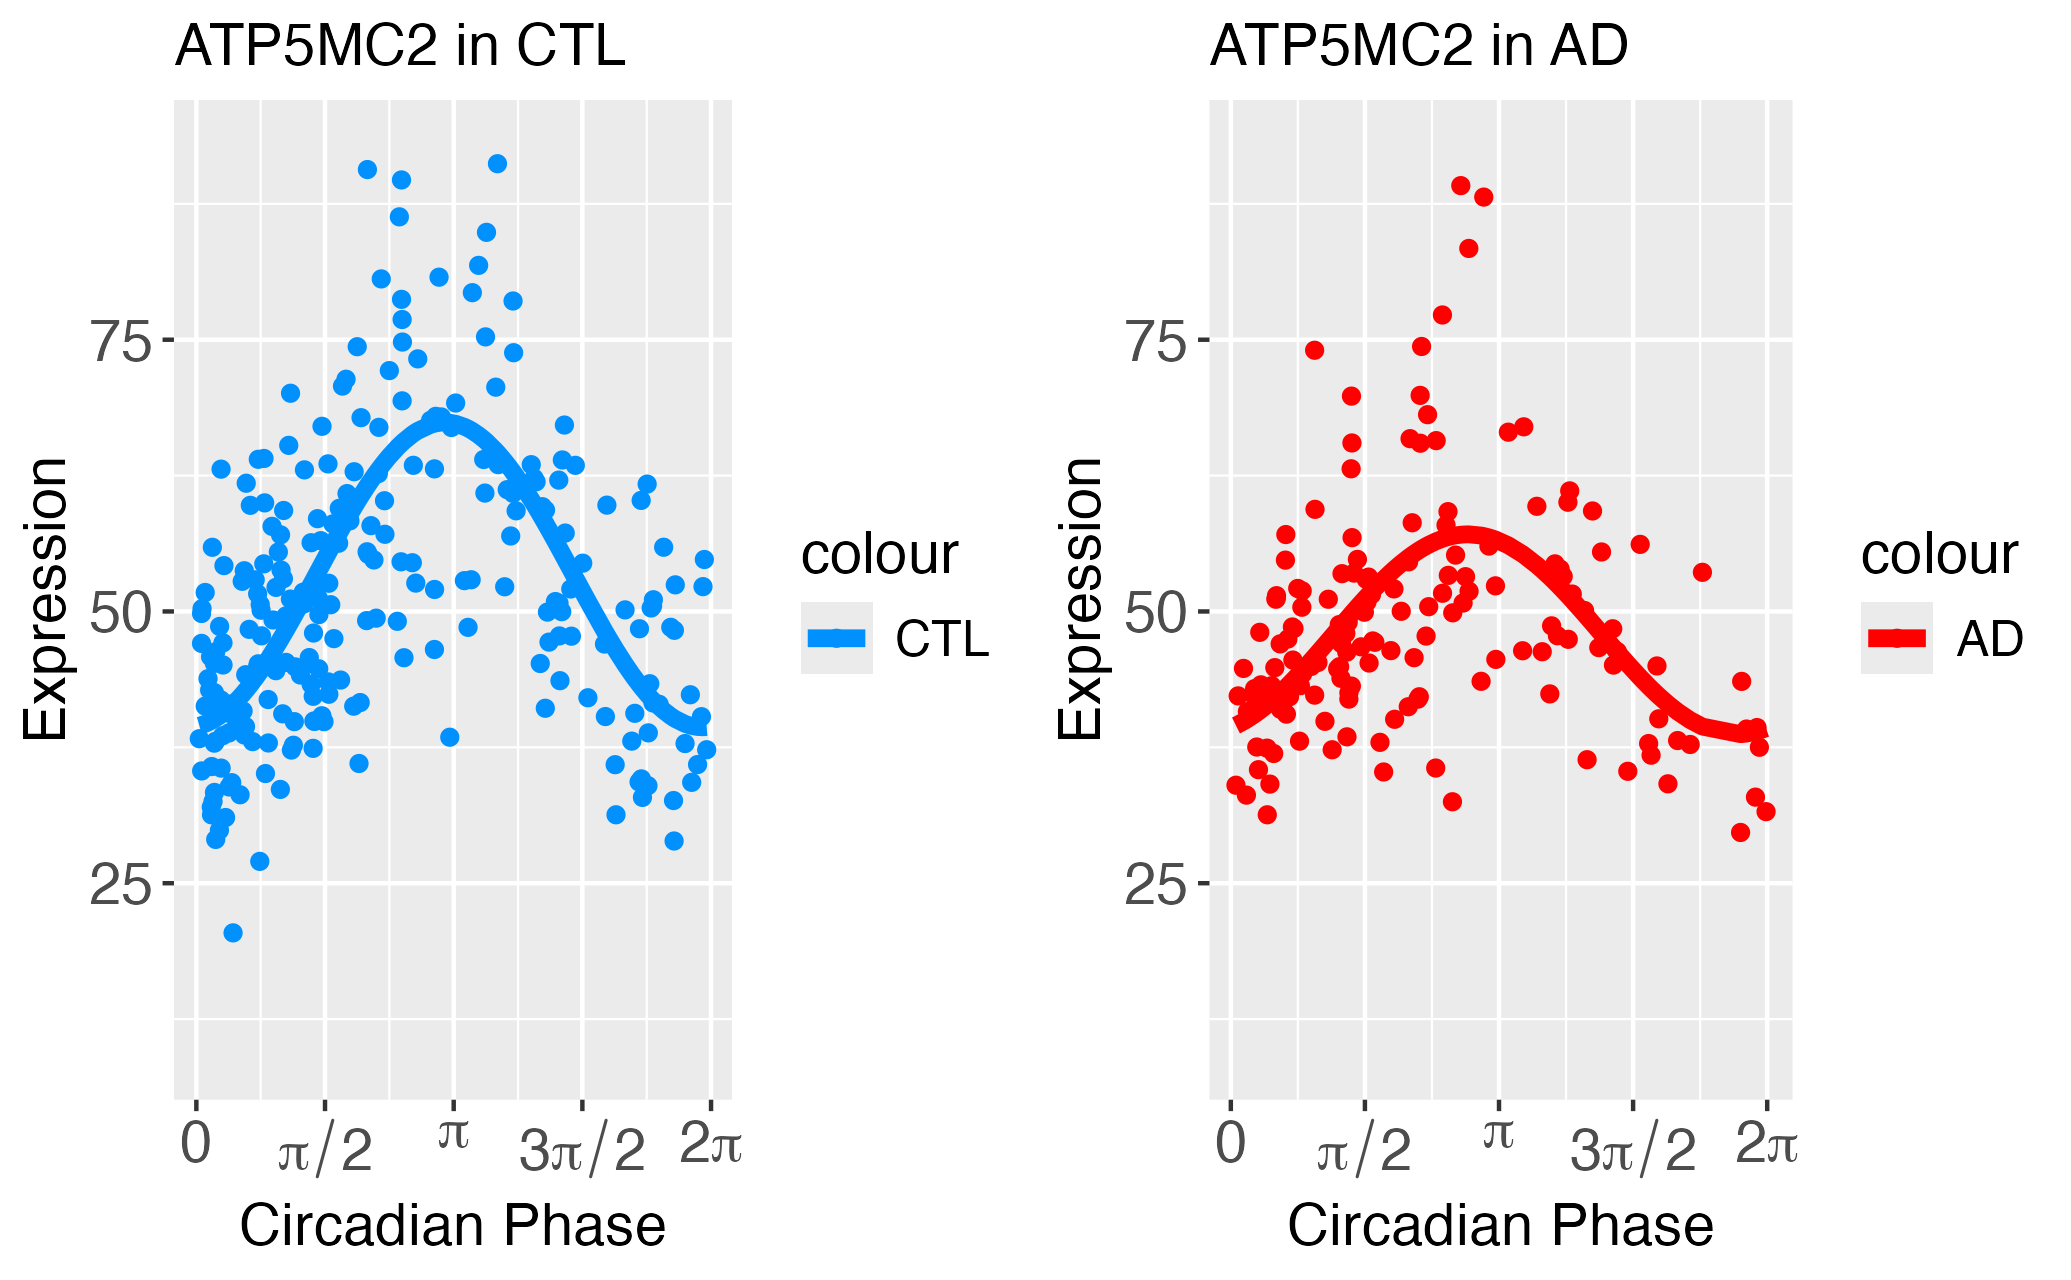 ATP5MC2 in CTL
Expression
75
50
25
0 π/2 π 3π/2 2π
Circadian Phase
colour
CTL
ATP5MC2 in AD
Expression
75
50
25
0 π/2 π 3π/2 2π
Circadian Phase
colour
AD